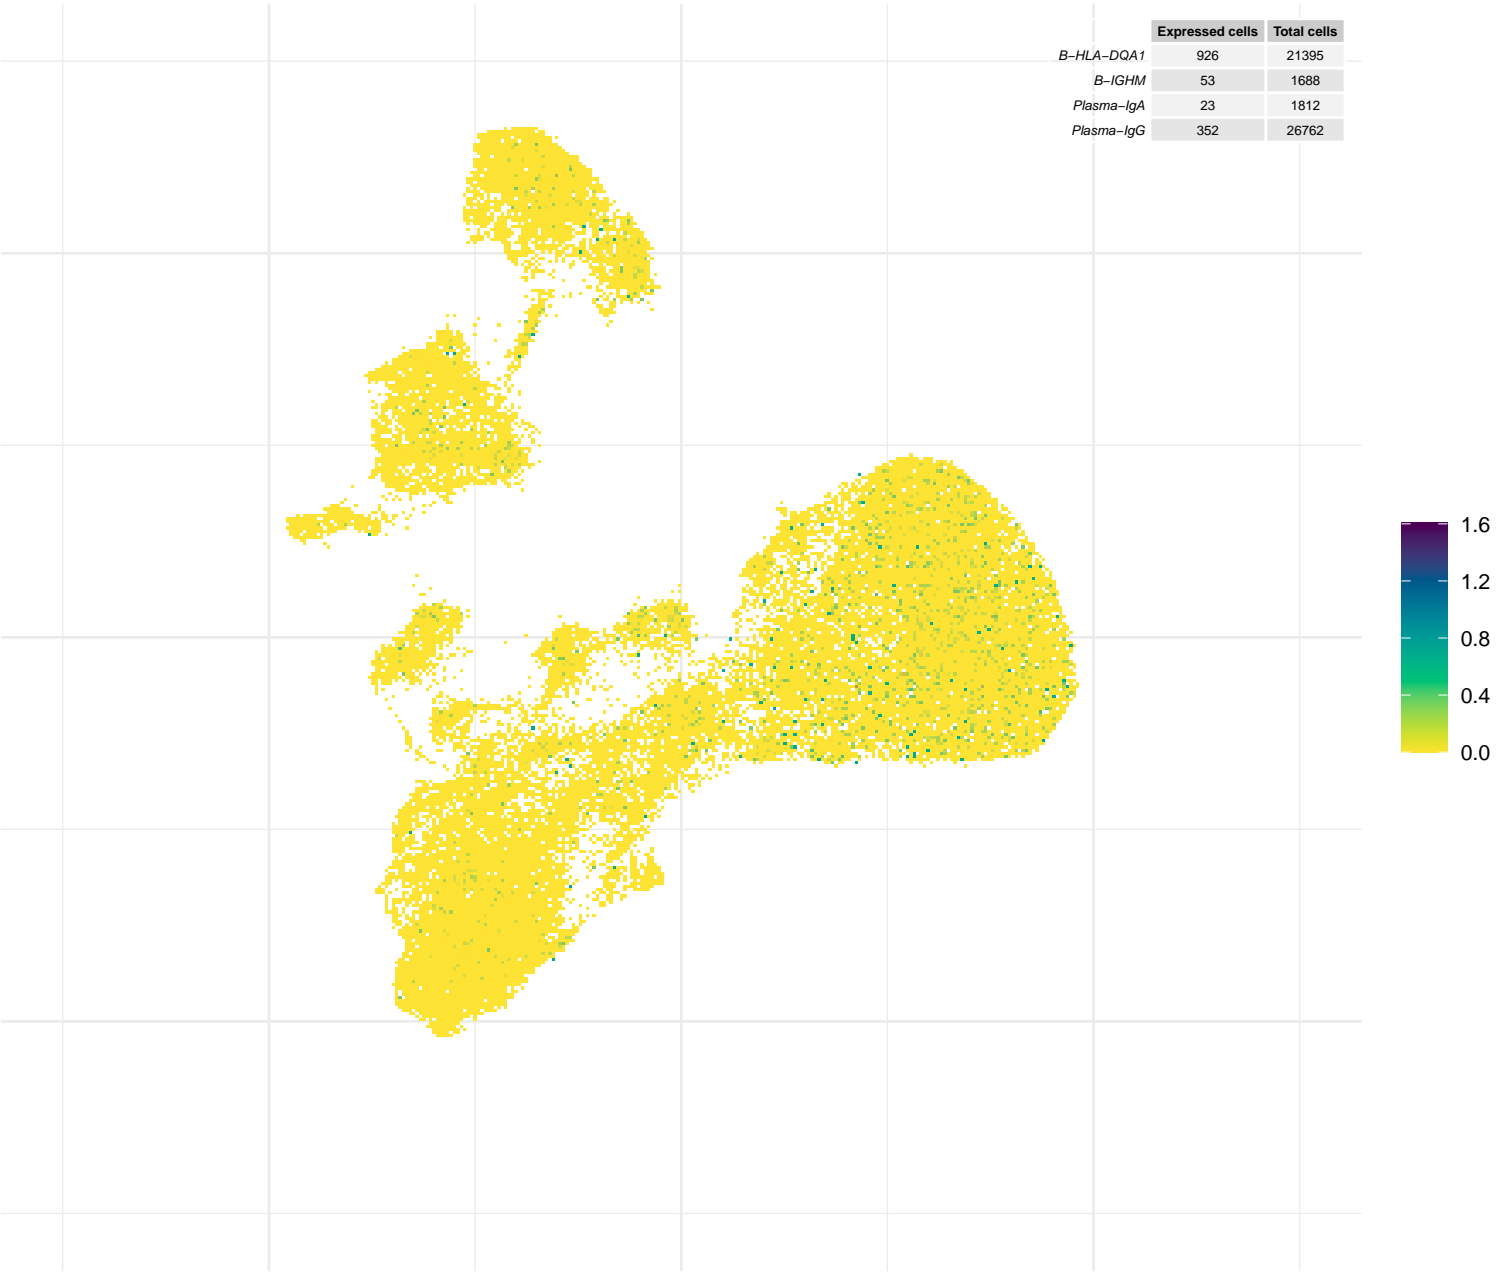 Expressed cells Total cells
B−HLA−DQA1 926 21395
B−IGHM 53 1688
Plasma−IgA 23 1812
Plasma−IgG 352 26762
1.6
1.2
0.8
0.4
0.0